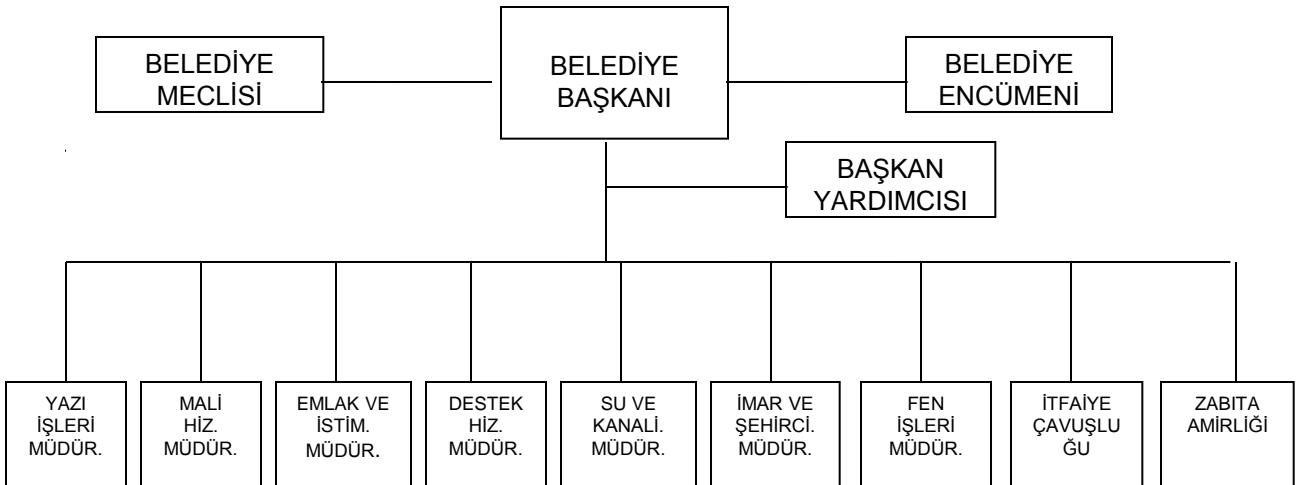 BELEDİYE
MECLİSİ
BELEDİYE
BAŞKANI
BELEDİYE
ENCÜMENİ
BAŞKAN
YARDIMCISI
YAZI
İŞLERİ
MÜDÜR.
MALİ
HİZ.
MÜDÜR.
EMLAK VE
İSTİM.
MÜDÜR.
DESTEK
HİZ.
MÜDÜR.
SU VE
KANALİ.
MÜDÜR.
İMAR VE
ŞEHİRCİ.
MÜDÜR.
FEN
İŞLERİ
MÜDÜR.
İTFAİYE
ÇAVUŞLU
ĞU
ZABITA
AMİRLİĞİ